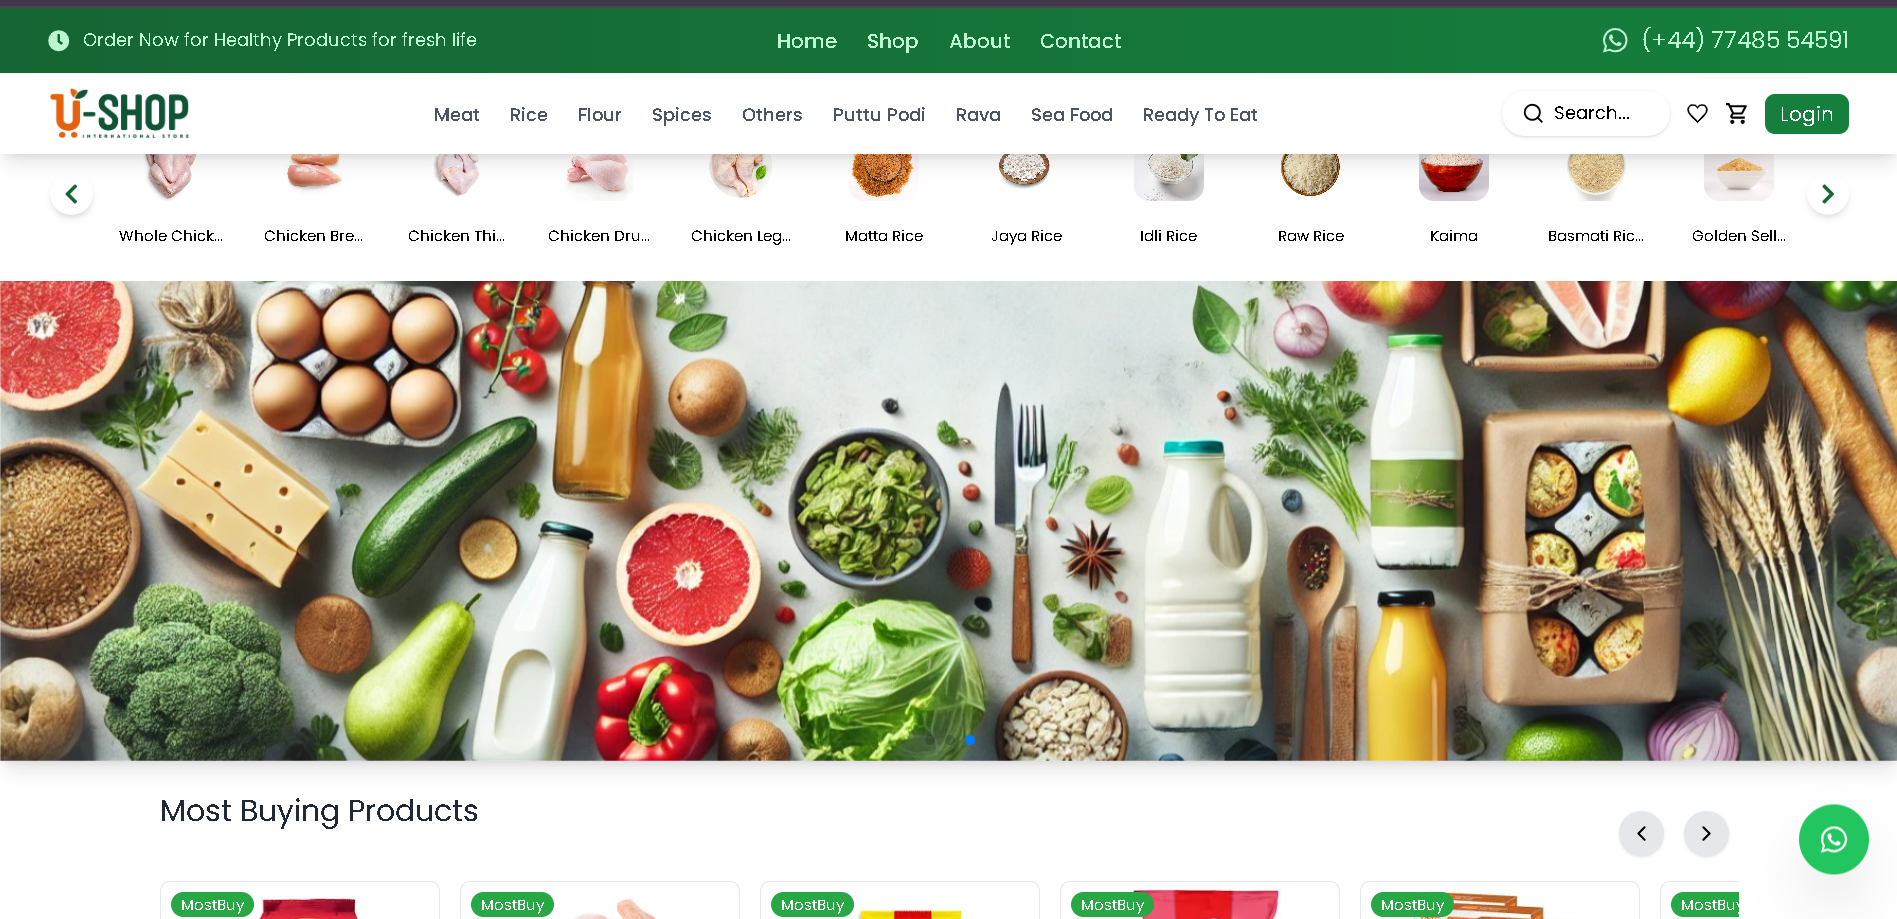 Order Now for Healthy Products for fresh life
Home Shop About Contact
(+44) 77485 54591
U-SHOP
INTERNATIONAL STORE
Meat Rice Flour Spices Others Puttu Podi Rava Sea Food Ready To Eat
Search...
Login
Whole Chick... Chicken Bre... Chicken Thi... Chicken Dru... Chicken Leg... Matta Rice Jaya Rice Idli Rice Raw Rice Kaima Basmati Ric... Golden Sell...
Most Buying Products
MostBuy MostBuy MostBuy MostBuy MostBuy MostBuy